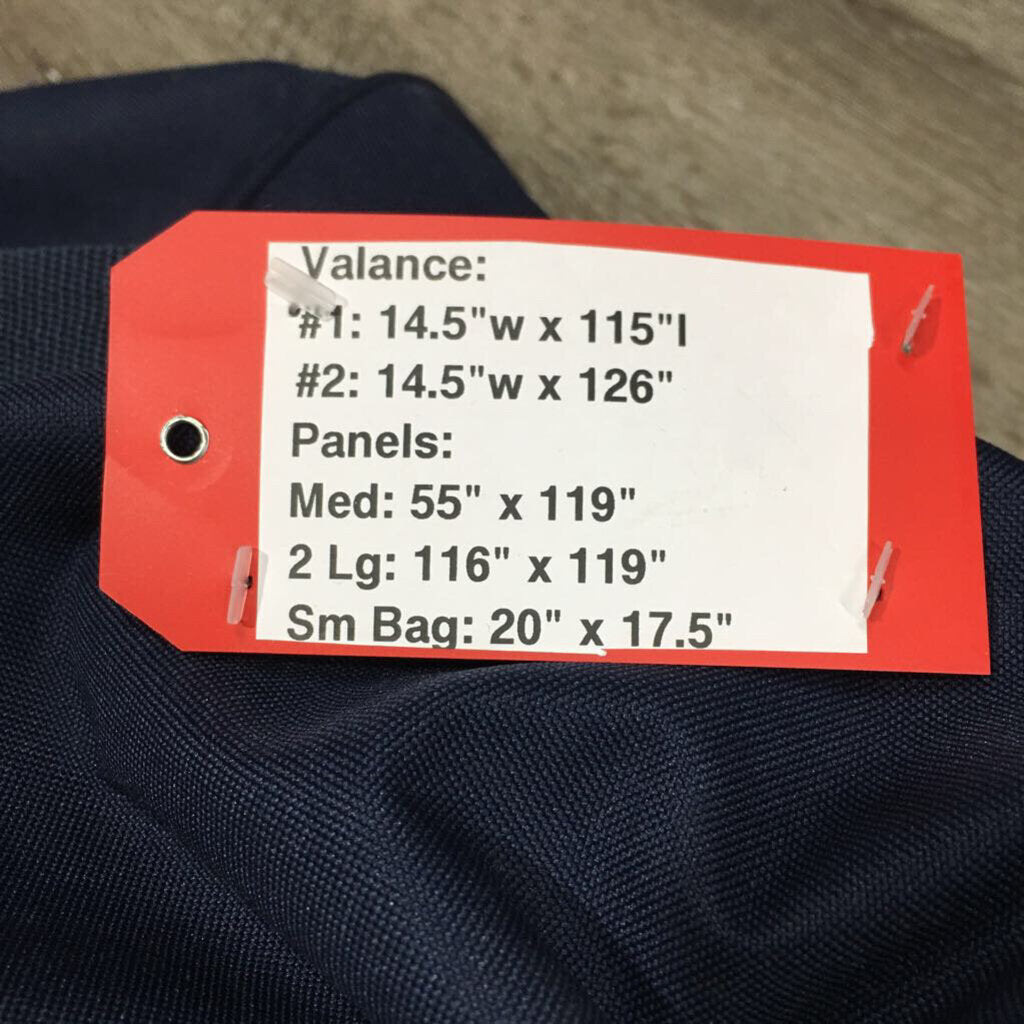 Valance:
#1: 14.5"w x 115"l
#2: 14.5"w x 126"
Panels:
Med: 55" x 119"
2 Lg: 116" x 119"
Sm Bag: 20" x 17.5"